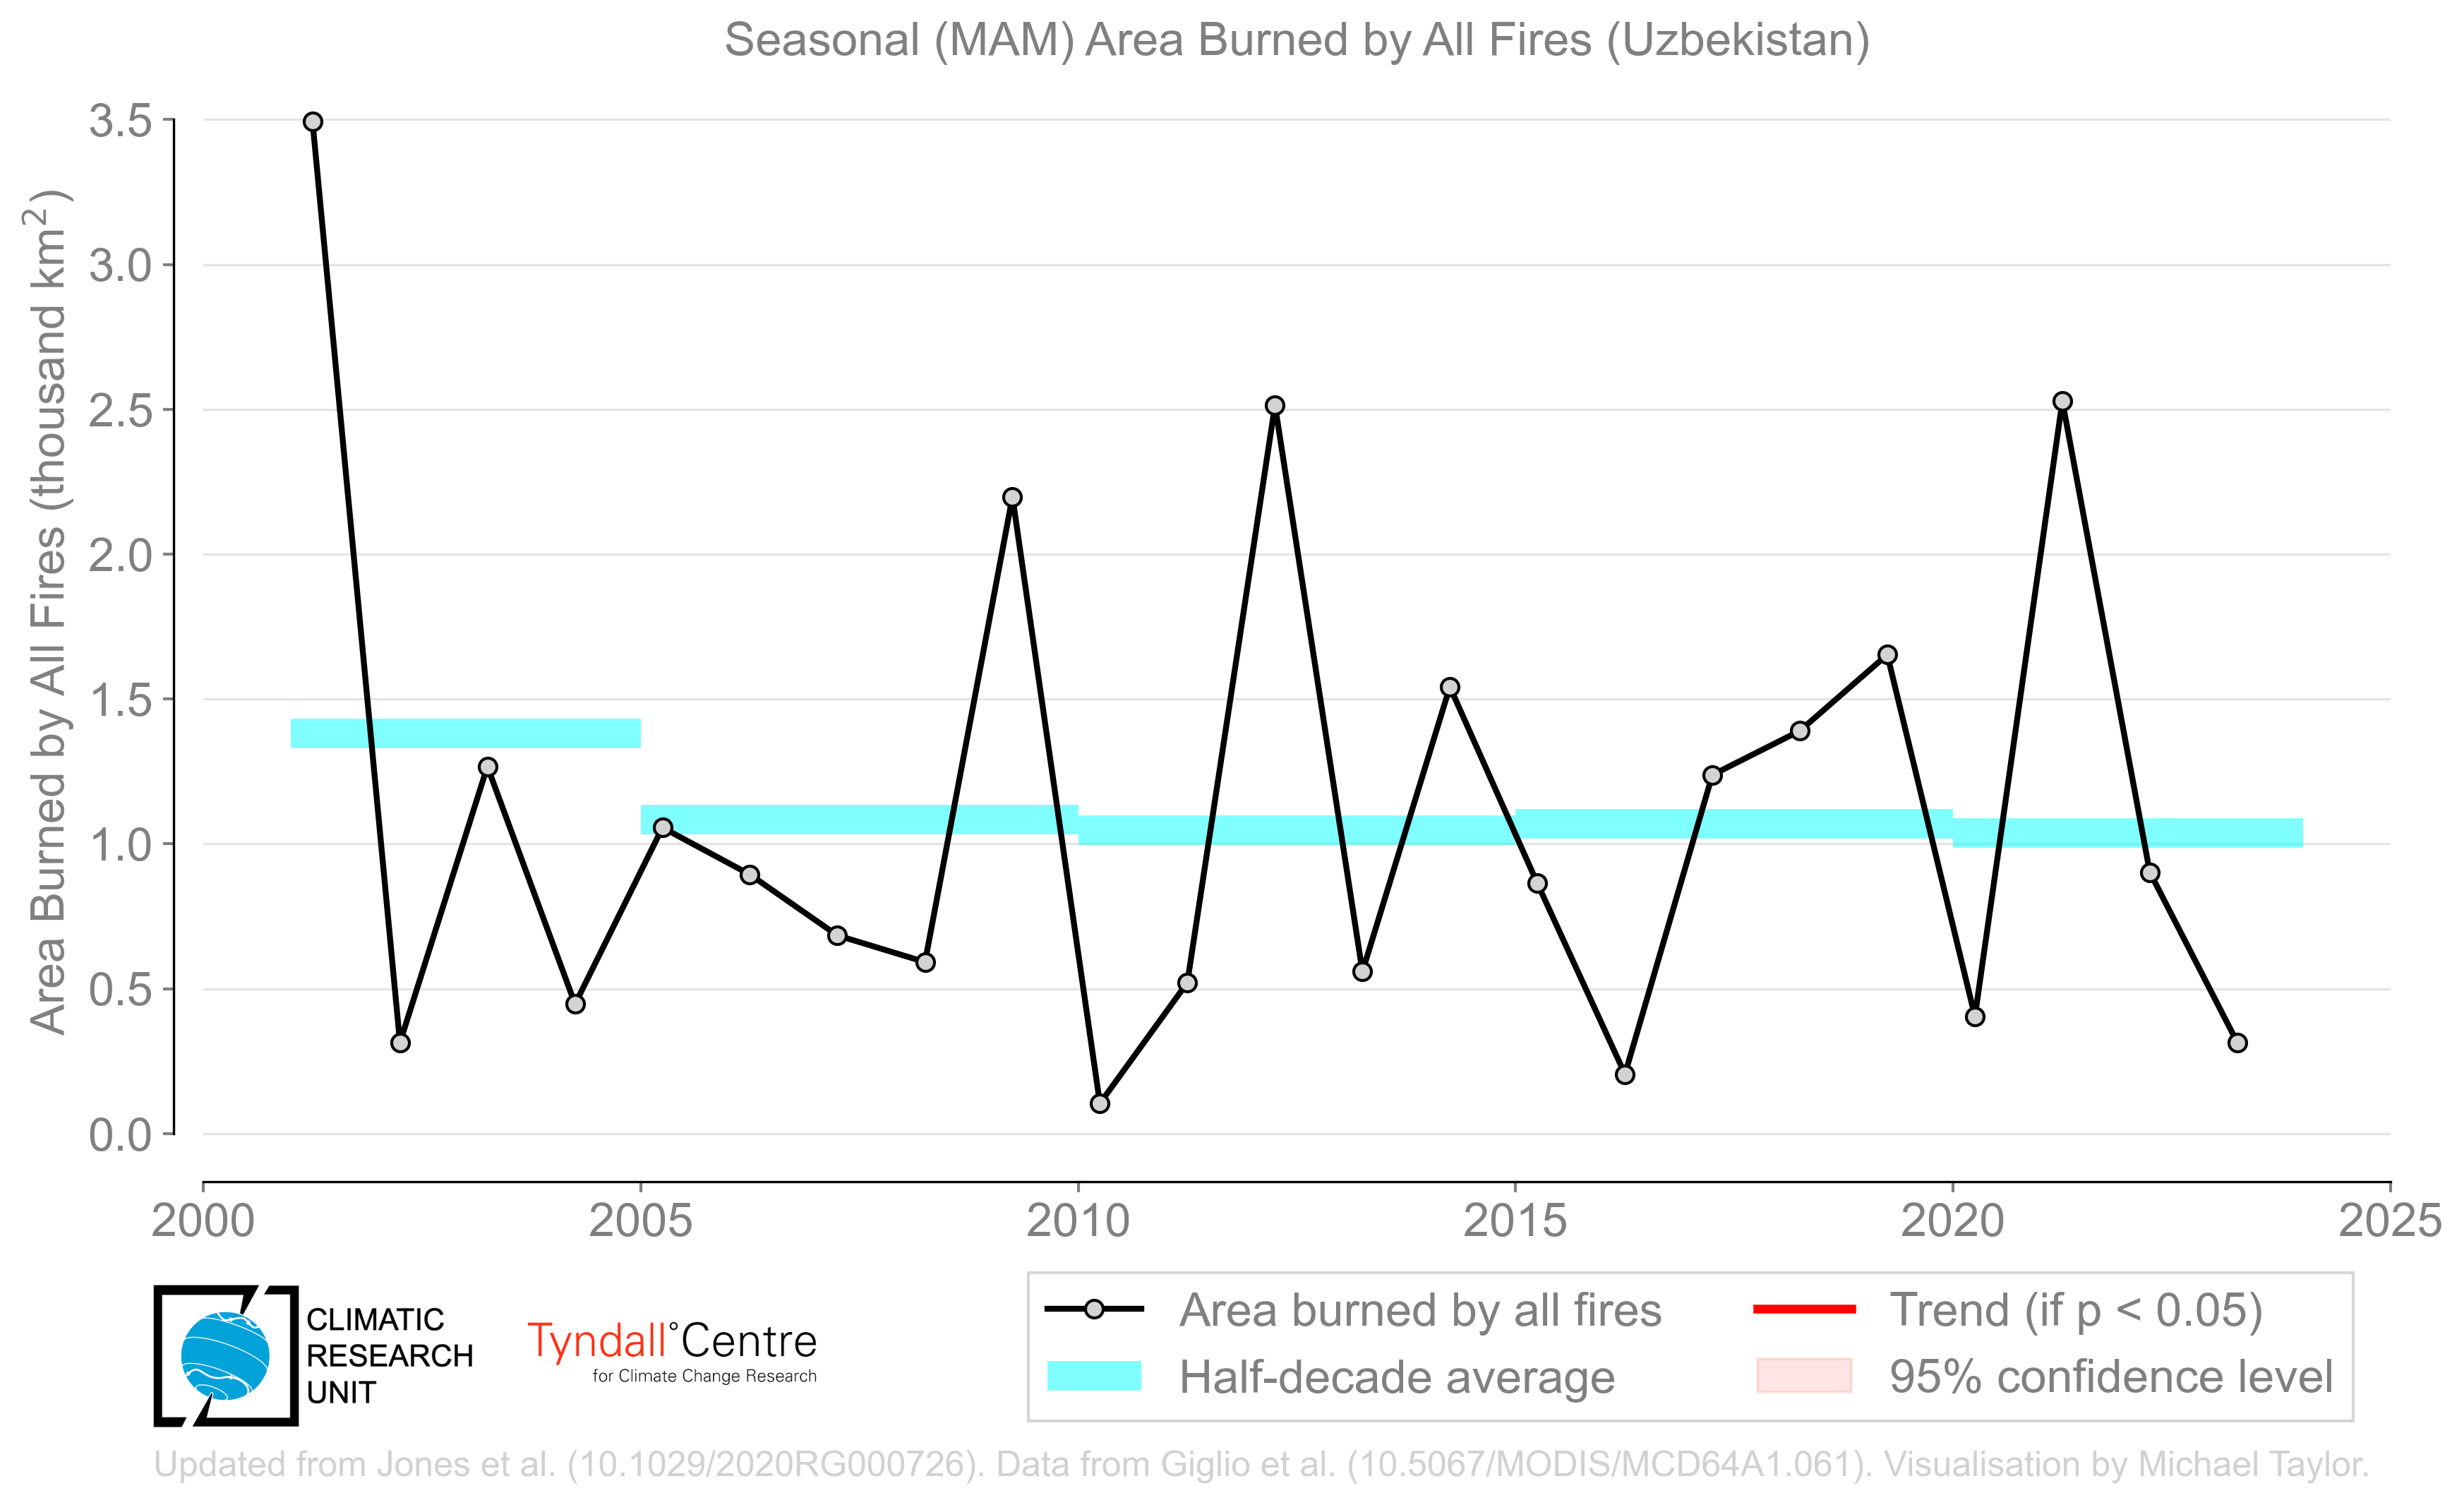 Seasonal (MAM) Area Burned by All Fires (Uzbekistan)
Area Burned by All Fires (thousand km²)
3.5
3.0
2.5
2.0
1.5
1.0
0.5
0.0
2000 2005 2010 2015 2020 2025
CLIMATIC
RESEARCH
UNIT
Tyndall°Centre
for Climate Change Research
Area burned by all fires
Half-decade average
Trend (if p < 0.05)
95% confidence level
Updated from Jones et al. (10.1029/2020RG000726). Data from Giglio et al. (10.5067/MODIS/MCD64A1.061). Visualisation by Michael Taylor.